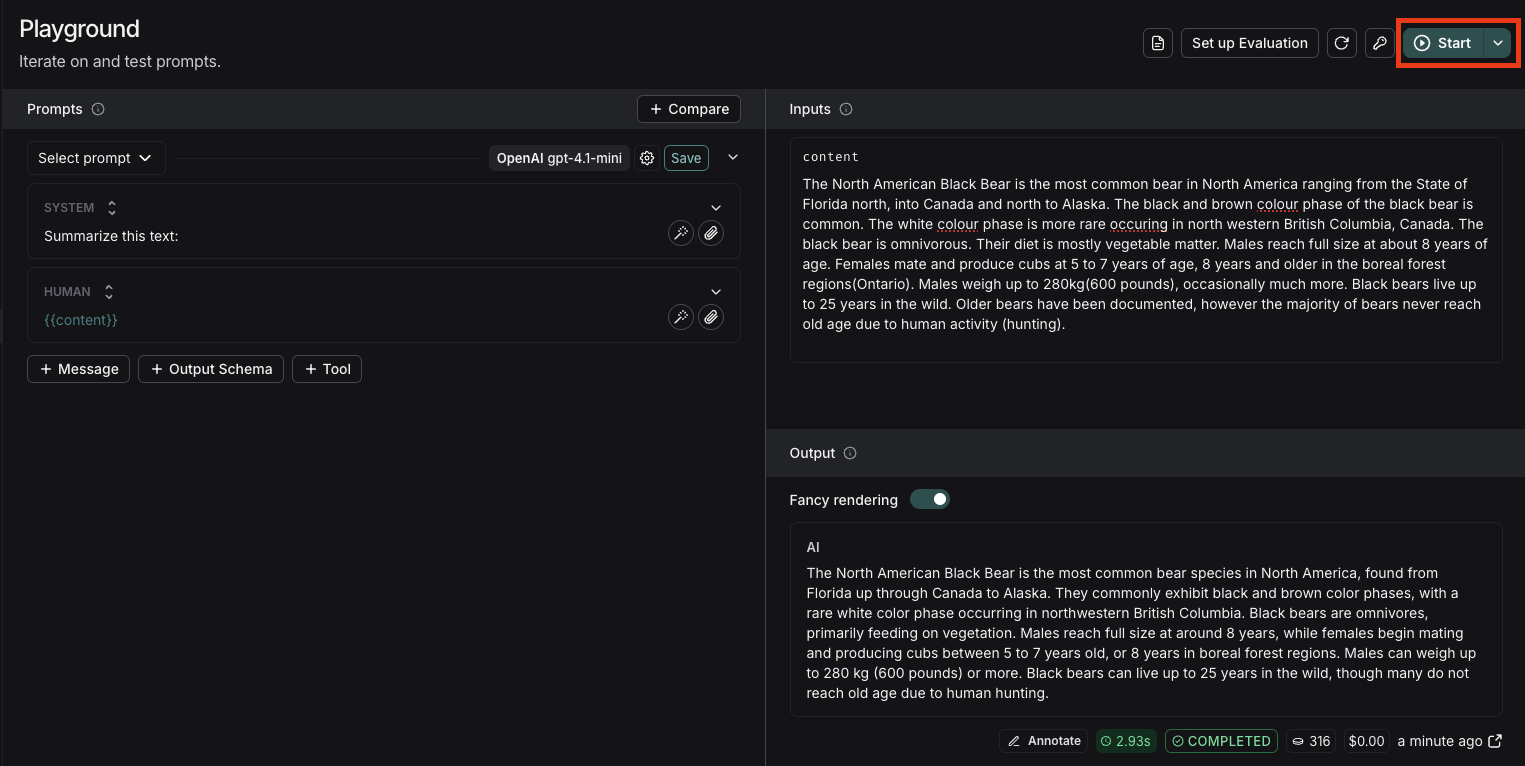 Playground
Iterate on and test prompts.
Set up Evaluation
Start
Prompts
+ Compare
Select prompt
OpenAI gpt-4.1-mini
Save
SYSTEM
Summarize this text:
HUMAN
{{content}}
+ Message
+ Output Schema
+ Tool
Inputs
content
The North American Black Bear is the most common bear in North America ranging from the State of
Florida north, into Canada and north to Alaska. The black and brown colour phase of the black bear is
common. The white colour phase is more rare occuring in north western British Columbia, Canada. The
black bear is omnivorous. Their diet is mostly vegetable matter. Males reach full size at about 8 years of
age. Females mate and produce cubs at 5 to 7 years of age, 8 years and older in the boreal forest
regions(Ontario). Males weigh up to 280kg(600 pounds), occasionally much more. Black bears live up
to 25 years in the wild. Older bears have been documented, however the majority of bears never reach
old age due to human activity (hunting).
Output
Fancy rendering
AI
The North American Black Bear is the most common bear species in North America, found from
Florida up through Canada to Alaska. They commonly exhibit black and brown color phases, with a
rare white color phase occurring in northwestern British Columbia. Black bears are omnivores,
primarily feeding on vegetation. Males reach full size at around 8 years, while females begin mating
and producing cubs between 5 to 7 years old, or 8 years in boreal forest regions. Males can weigh up
to 280 kg (600 pounds) or more. Black bears can live up to 25 years in the wild, though many do not
reach old age due to human hunting.
Annotate
2.93s
COMPLETED
316
$0.00
a minute ago